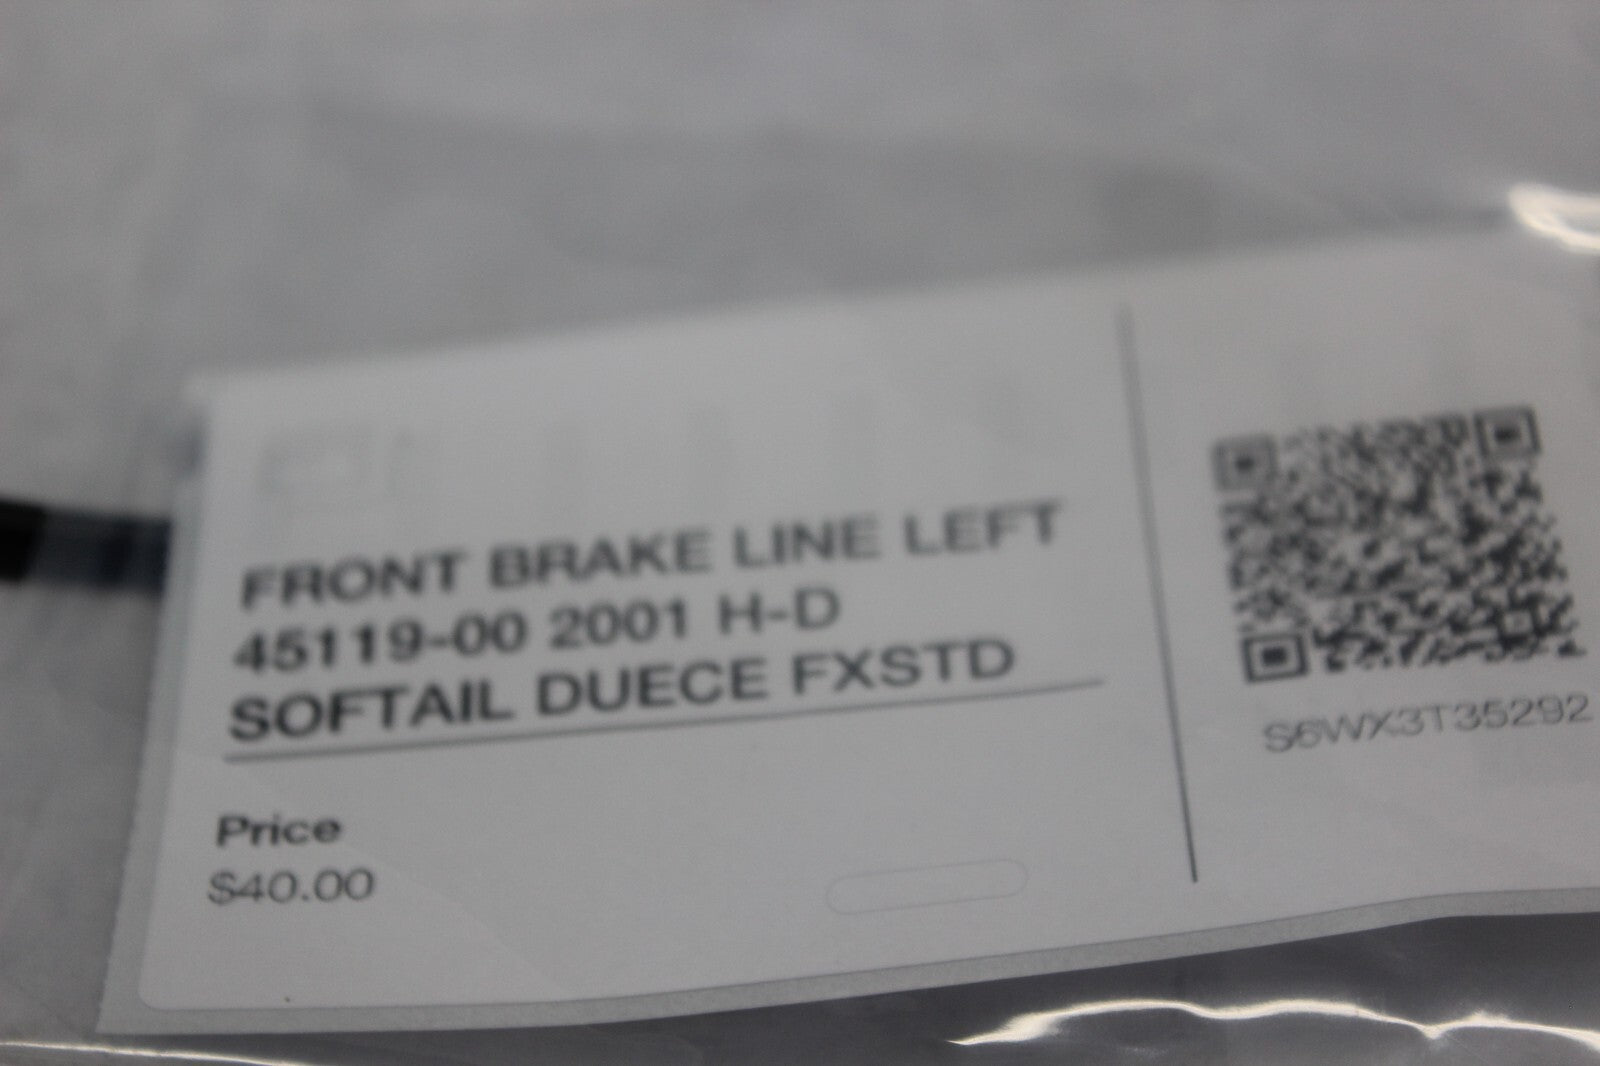 FRONT BRAKE LINE LEFT
45119-00 2001 H-D
SOFTAIL DUECE FXSTD
Price
$40.00
S6WX3T35292